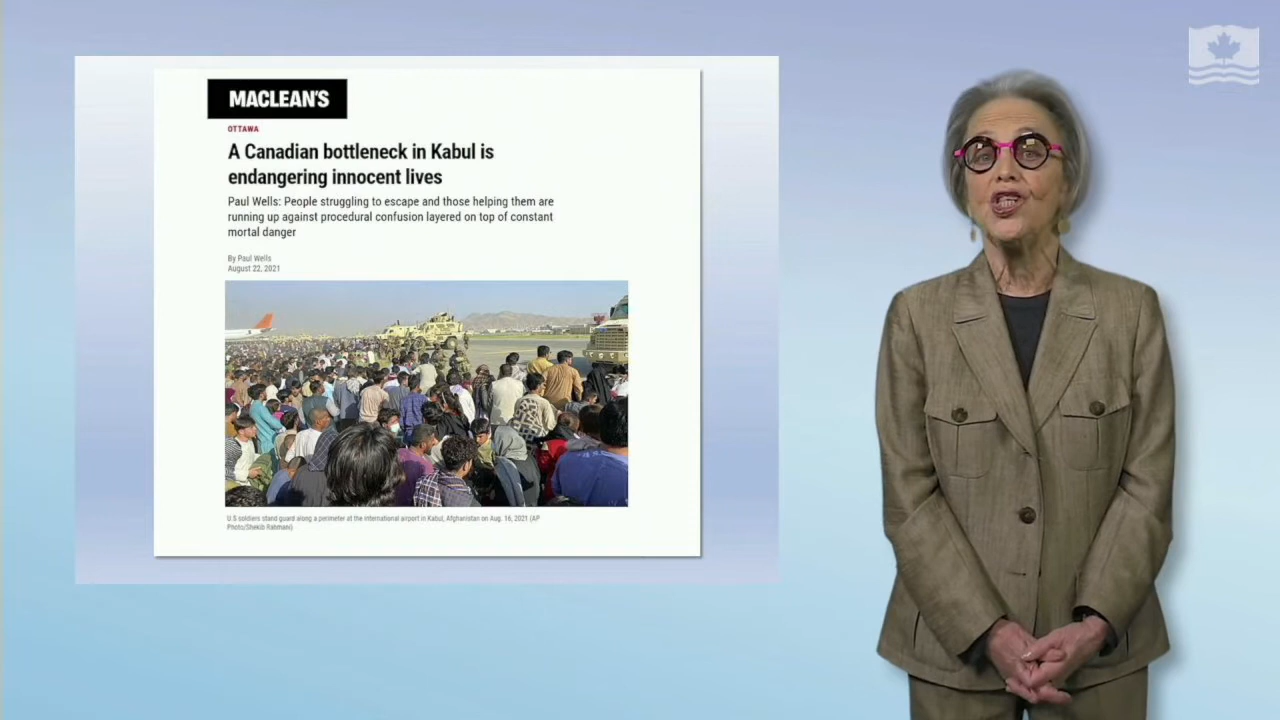 MACLEAN'S
OTTAWA
A Canadian bottleneck in Kabul is
endangering innocent lives
Paul Wells: People struggling to escape and those helping them are
running up against procedural confusion layered on top of constant
mortal danger
By Paul Wells
August 22, 2021
U.S soldiers stand guard along a perimeter at the international airport in Kabul, Afghanistan on Aug. 16, 2021 (AP
Photo/Shekib Rahmani)